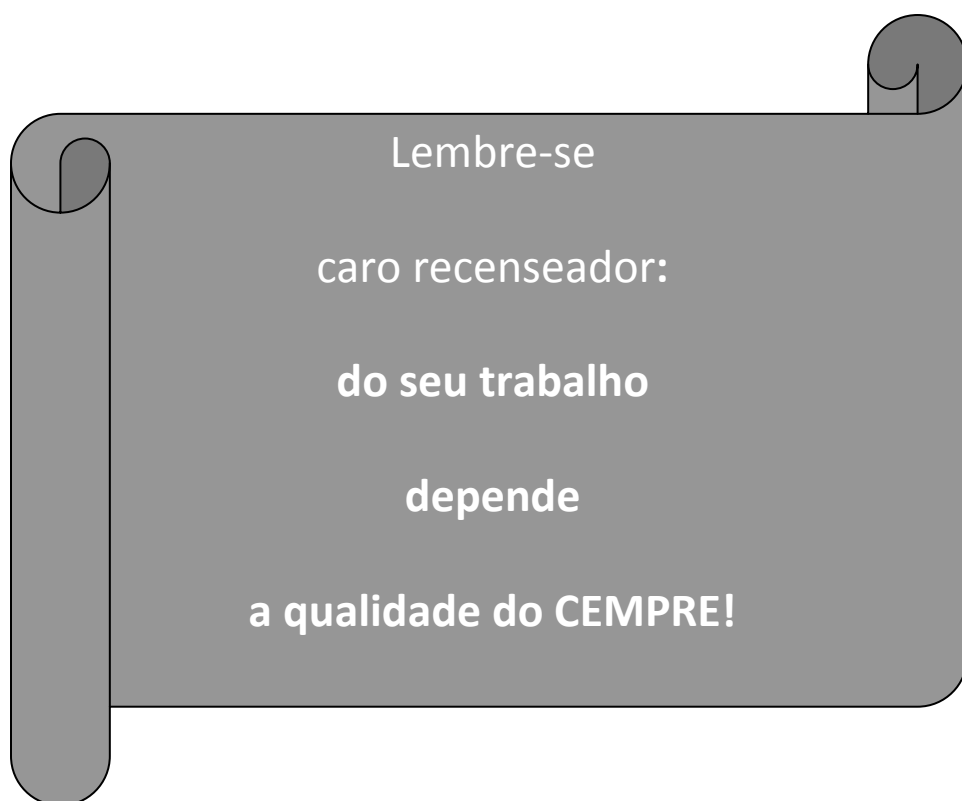 Lembre-se
caro recenseador:
do seu trabalho
depende
a qualidade do CEMPRE!